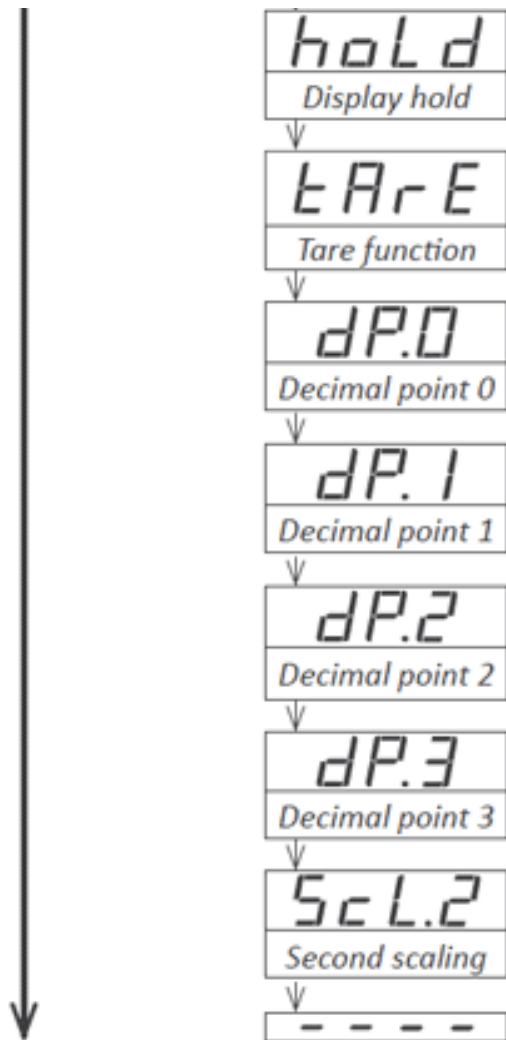 hoLd
Display hold
tArE
Tare function
dP.0
Decimal point 0
dP.1
Decimal point 1
dP.2
Decimal point 2
dP.3
Decimal point 3
ScL.2
Second scaling
- - - -